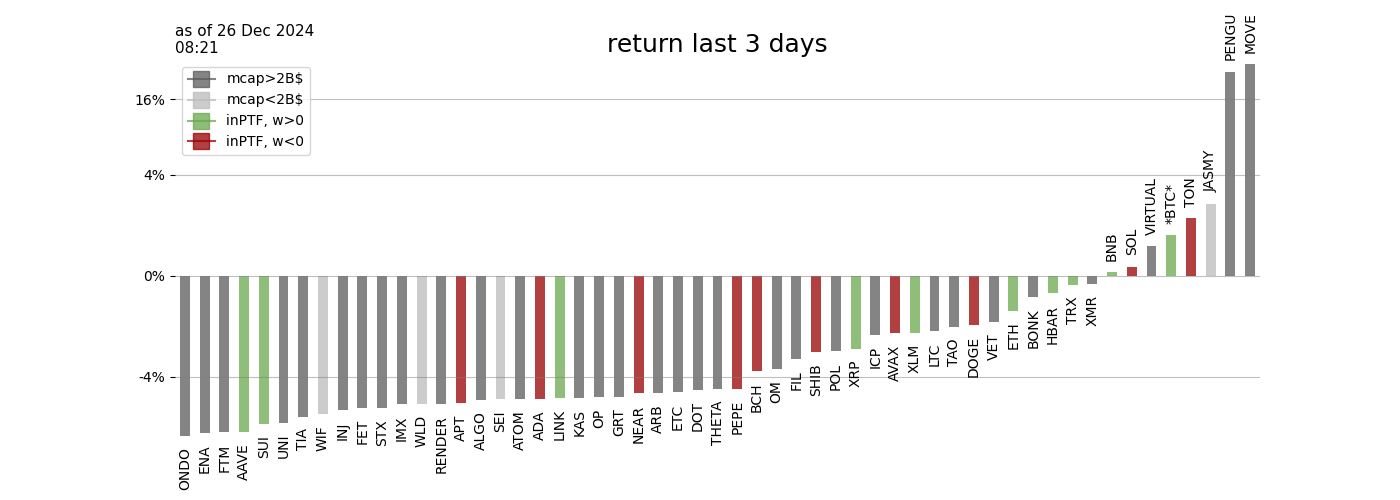 as of 26 Dec 2024
08:21
return last 3 days
mcap>2B$
mcap<2B$
inPTF, w>0
inPTF, w<0
16%
4%
0%
-4%
ONDO
ENA
FTM
AAVE
SUI
UNI
TIA
WIF
INJ
FET
STX
IMX
WLD
RENDER
APT
ALGO
SEI
ATOM
ADA
LINK
KAS
OP
GRT
NEAR
ARB
ETC
DOT
THETA
PEPE
BCH
OM
FIL
SHIB
POL
XRP
ICP
AVAX
XLM
LTC
TAO
DOGE
VET
ETH
BONK
HBAR
TRX
XMR
BNB
SOL
VIRTUAL
*BTC*
TON
JASMY
PENGU
MOVE